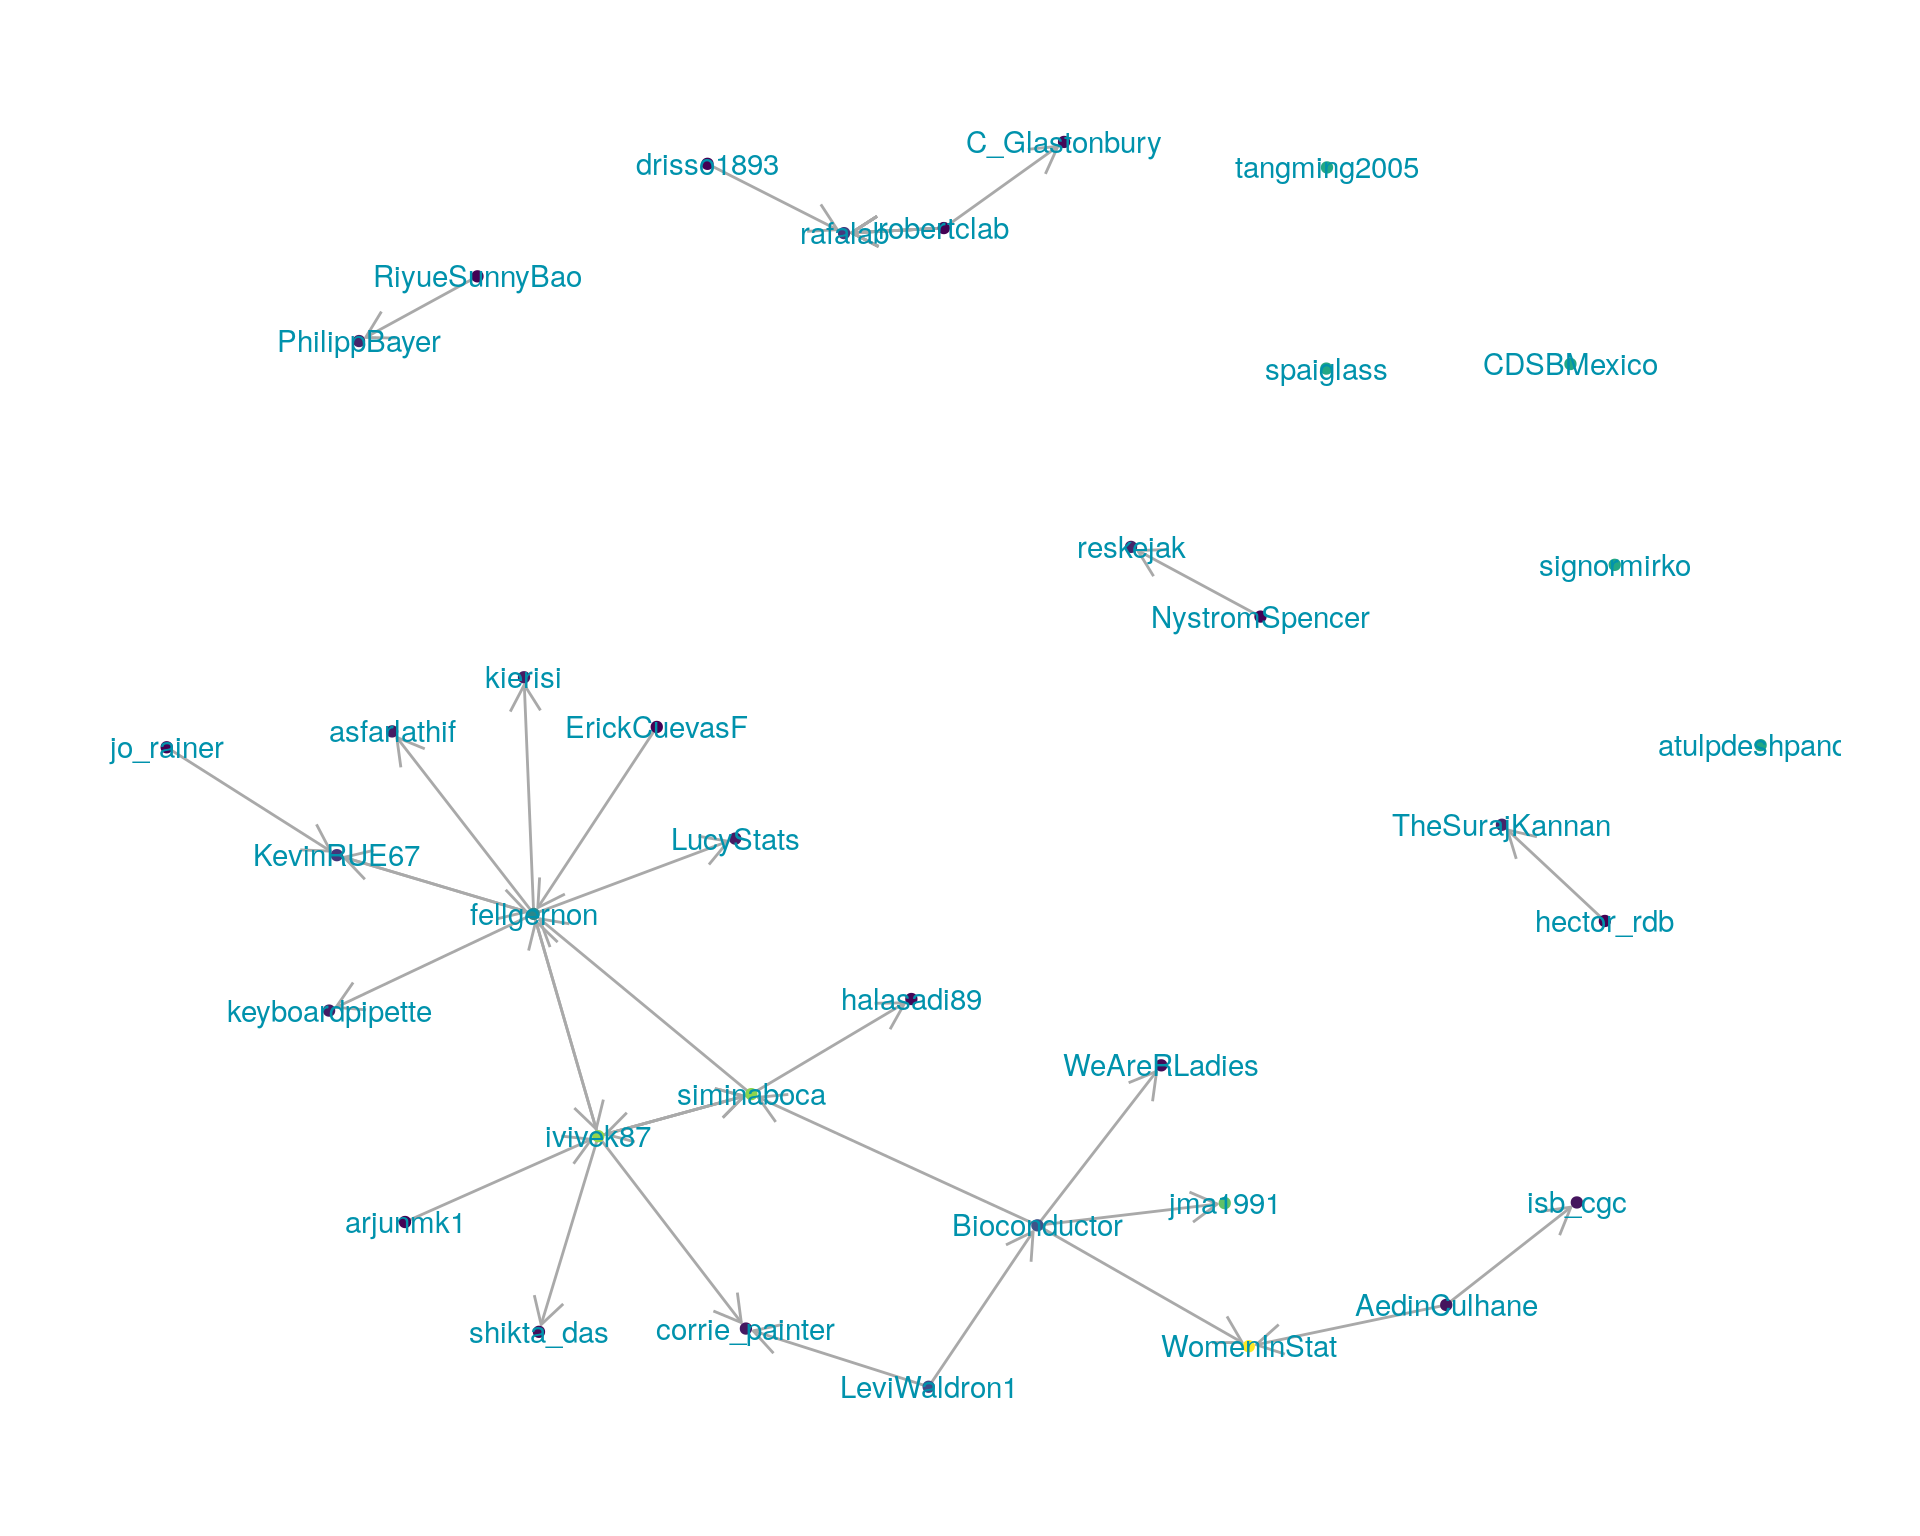 C_Glastonbury
drisso1893
tangming2005
rafalab
robertclab
RiyueSunnyBao
PhilippBayer
spaiglass
CDSBMexico
reskejak
signormirko
NystromSpencer
kierisi
asfarlathif
ErickCuevasF
jo_rainer
atulpdeshpand
TheSurajKannan
LucyStats
KevinRUE67
fellgernon
hector_rdb
halasadi89
keyboardpipette
WeAreRLadies
siminaboca
ivivek87
isb_cgc
jma1991
arjunmk1
Bioconductor
AedinCulhane
corrie_painter
shikta_das
WomenInStat
LeviWaldron1